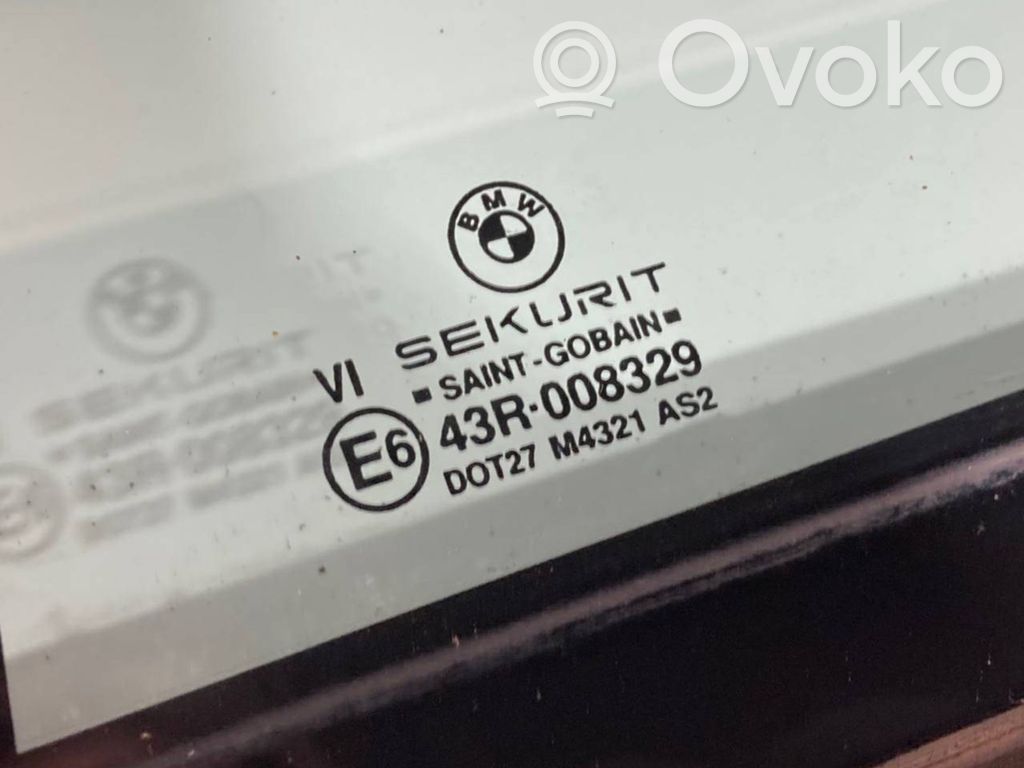 Ovoko
BMW
SEKURIT
VI ▪SAINT-GOBAIN▪
E6 43R-008329
DOT27 M4321 AS2